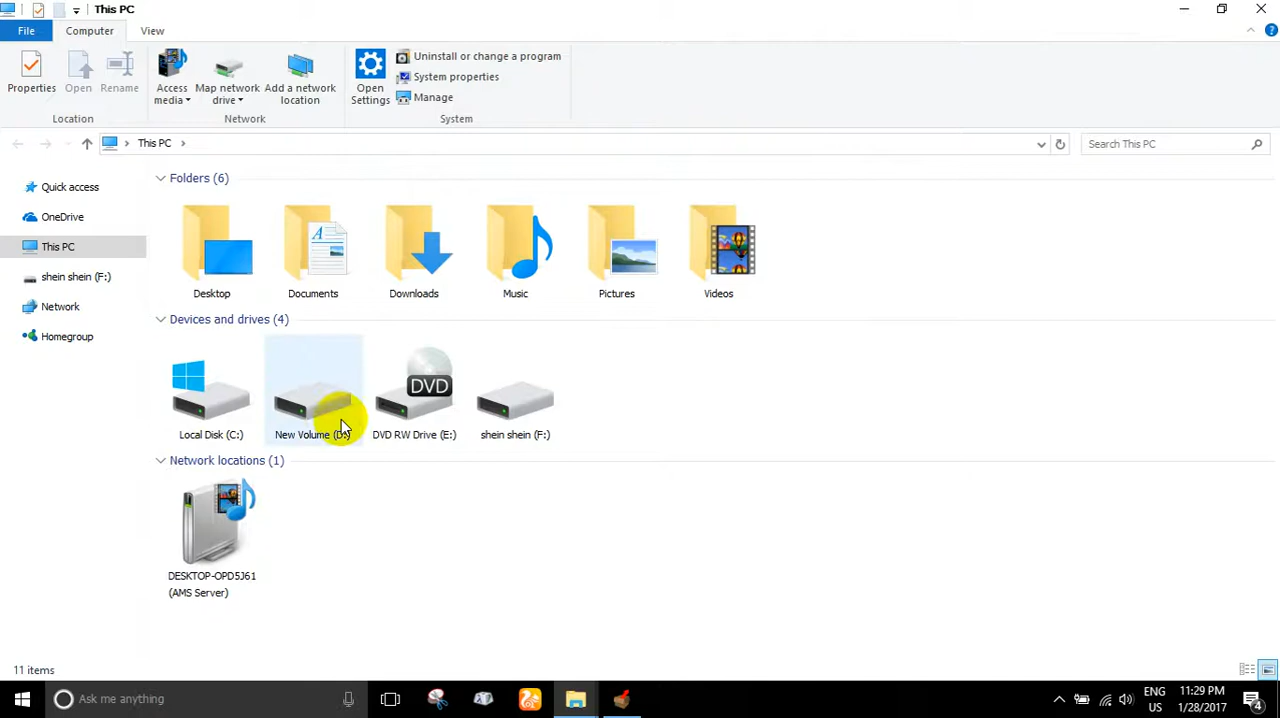 This PC
File
Computer
View
Properties
Open
Rename
Access media
Map network drive
Add a network location
Open Settings
Uninstall or change a program
System properties
Manage
Location
Network
System
This PC
Search This PC
Quick access
OneDrive
This PC
shein shein (F:)
Network
Homegroup
Folders (6)
Desktop
Documents
Downloads
Music
Pictures
Videos
Devices and drives (4)
DVD
Local Disk (C:)
New Volume (D:)
DVD RW Drive (E:)
shein shein (F:)
Network locations (1)
DESKTOP-OPD5J61
(AMS Server)
11 items
Ask me anything
ENG
US
11:29 PM
1/28/2017
4